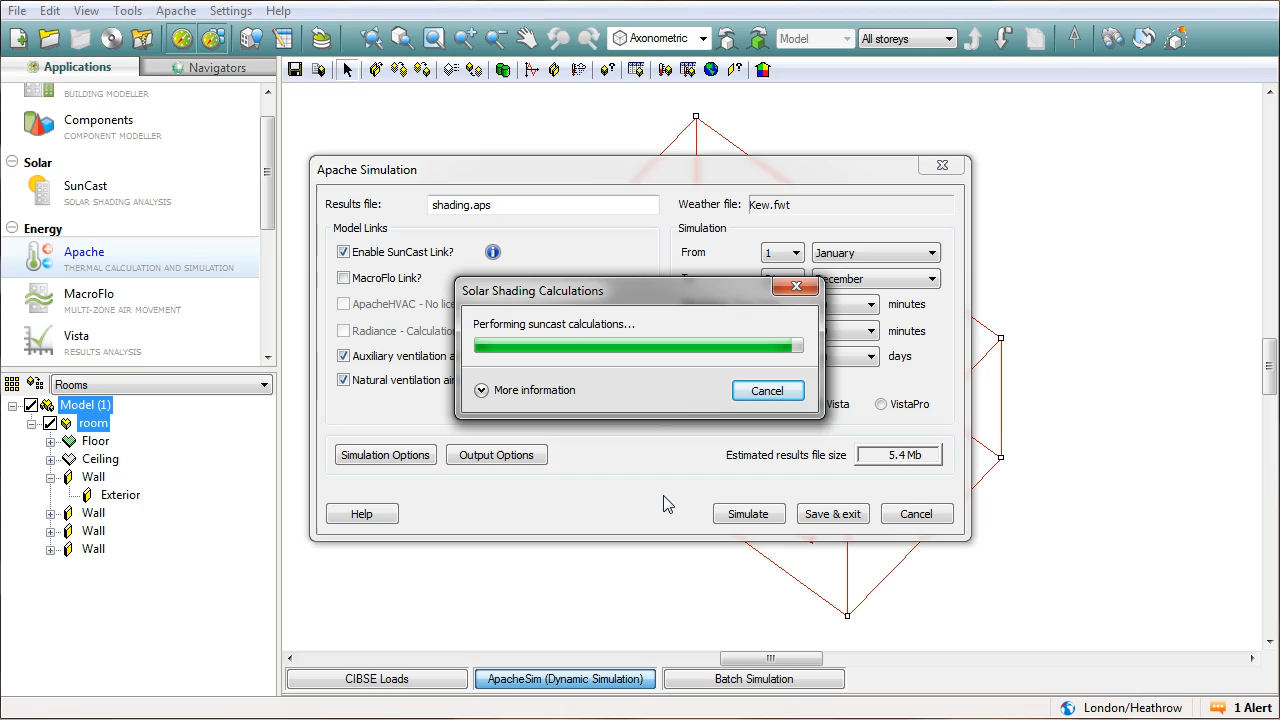 File Edit View Tools Apache Settings Help
Axonometric Model All storeys
Applications Navigators
BUILDING MODELLER
Components
COMPONENT MODELLER
Solar
SunCast
SOLAR SHADING ANALYSIS
Energy
Apache
THERMAL CALCULATION AND SIMULATION
MacroFlo
MULTI-ZONE AIR MOVEMENT
Vista
RESULTS ANALYSIS
Rooms
Model (1)
room
Floor
Ceiling
Wall
Exterior
Wall
Wall
Wall
Apache Simulation
Results file: shading.aps Weather file: Kew.fwt
Model Links Simulation
Enable SunCast Link? From 1 January
MacroFlo Link?
ApacheHVAC - No minutes
Radiance - minutes
Auxiliary ventilation days
Natural ventilation
Vista VistaPro
Solar Shading Calculations
Performing suncast calculations...
More information Cancel
Simulation Options Output Options Estimated results file size 5.4 Mb
Help Simulate Save & exit Cancel
CIBSE Loads ApacheSim (Dynamic Simulation) Batch Simulation
London/Heathrow 1 Alert